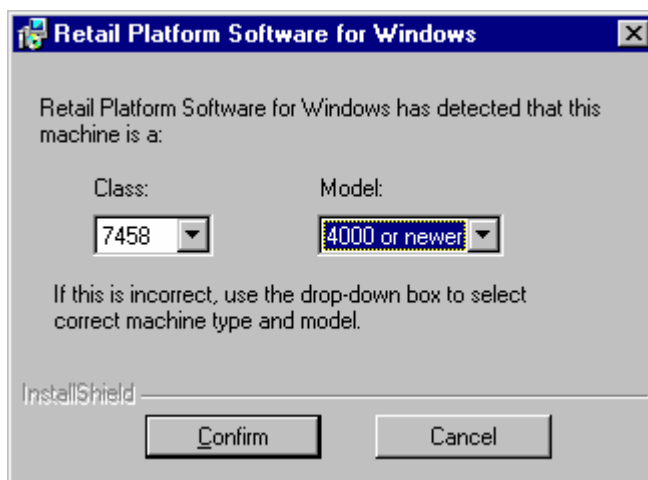 Retail Platform Software for Windows
Retail Platform Software for Windows has detected that this
machine is a:
Class: Model:
7458 4000 or newer
If this is incorrect, use the drop-down box to select
correct machine type and model.
InstallShield
Confirm Cancel